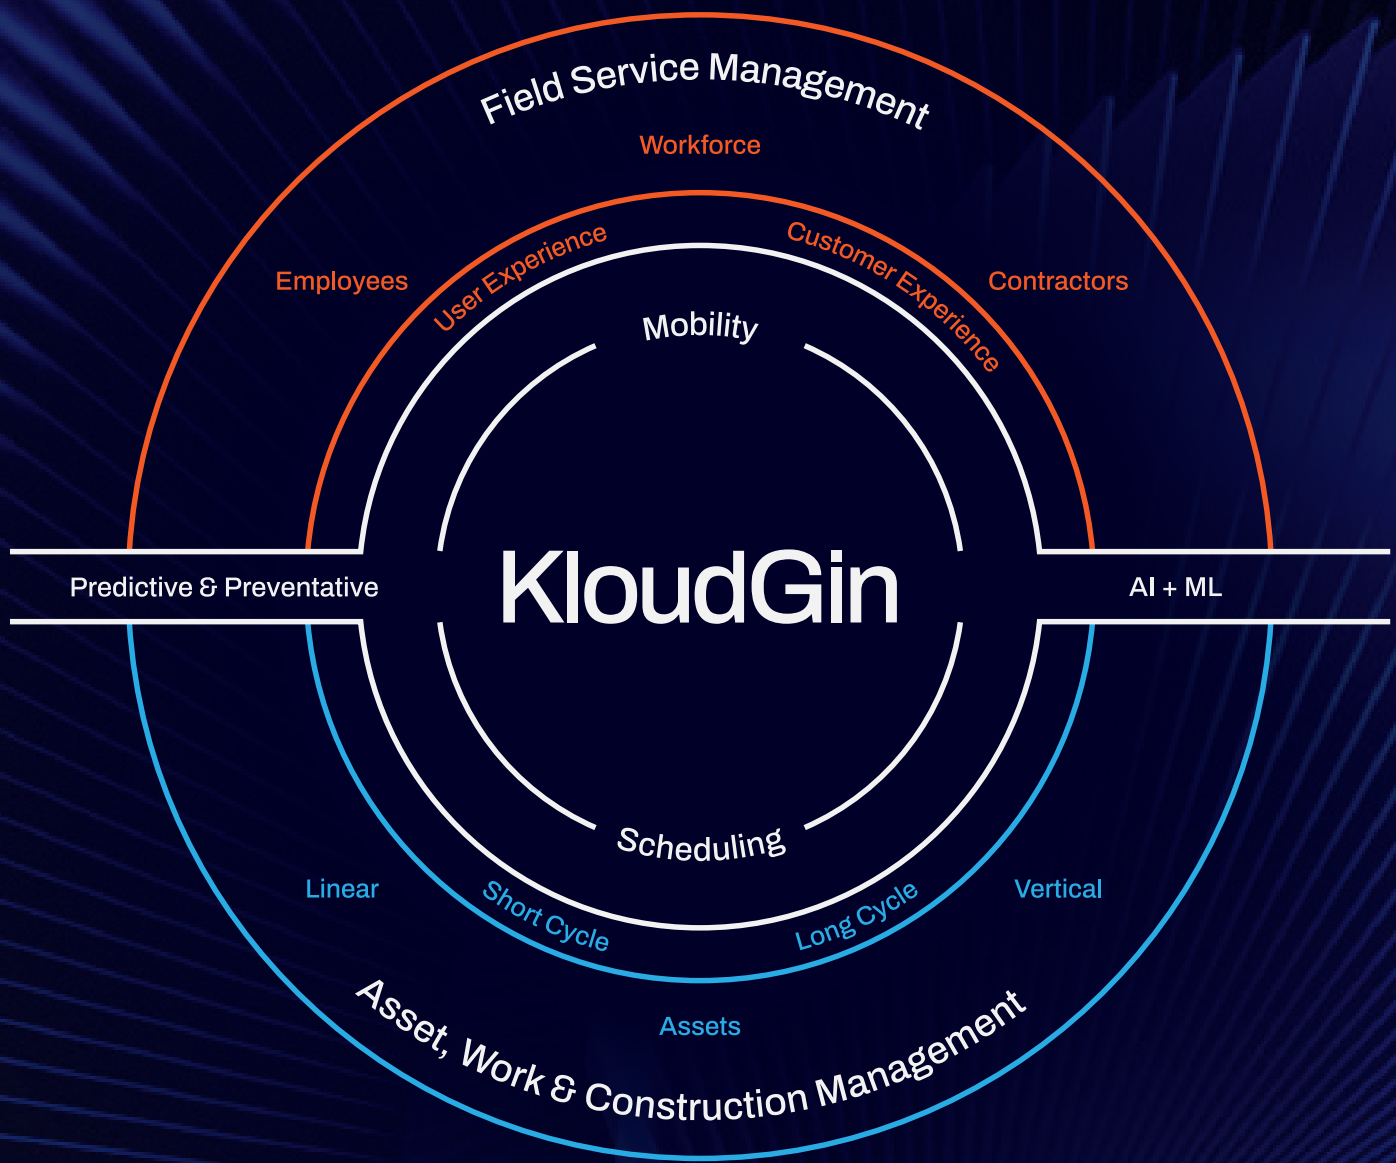 Field Service Management
Workforce
User Experience
Customer Experience
Employees
Contractors
Mobility
KloudGin
Predictive & Preventative
AI + ML
Scheduling
Linear
Short Cycle
Long Cycle
Vertical
Assets
Asset, Work & Construction Management